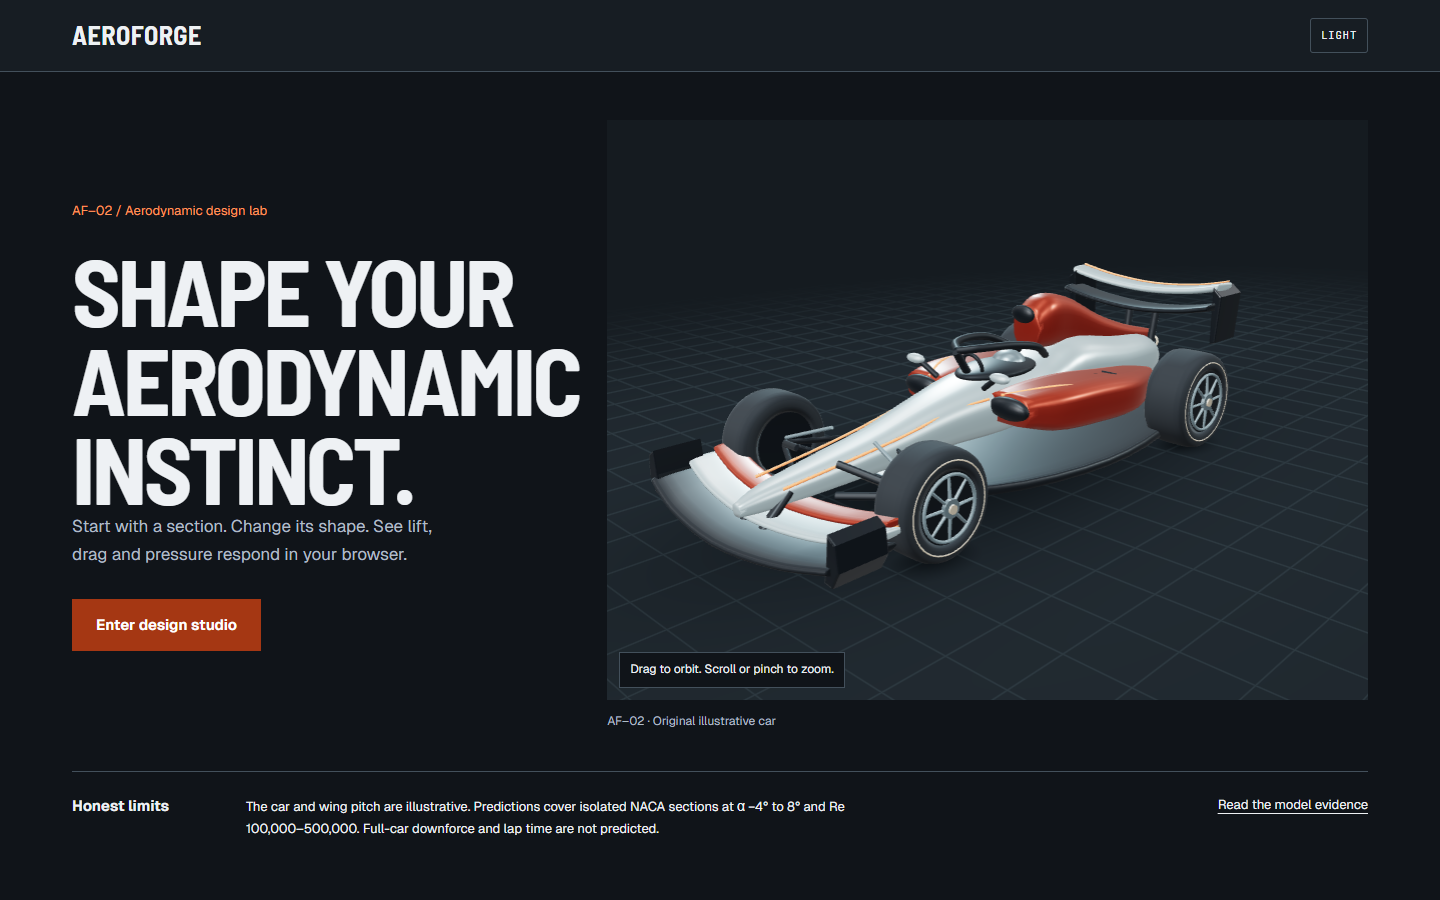 AEROFORGE
LIGHT
AF–02 / Aerodynamic design lab
SHAPE YOUR
AERODYNAMIC
INSTINCT.
Start with a section. Change its shape. See lift,
drag and pressure respond in your browser.
Enter design studio
Drag to orbit. Scroll or pinch to zoom.
AF–02 · Original illustrative car
Honest limits
The car and wing pitch are illustrative. Predictions cover isolated NACA sections at α −4° to 8° and Re
100,000–500,000. Full-car downforce and lap time are not predicted.
Read the model evidence